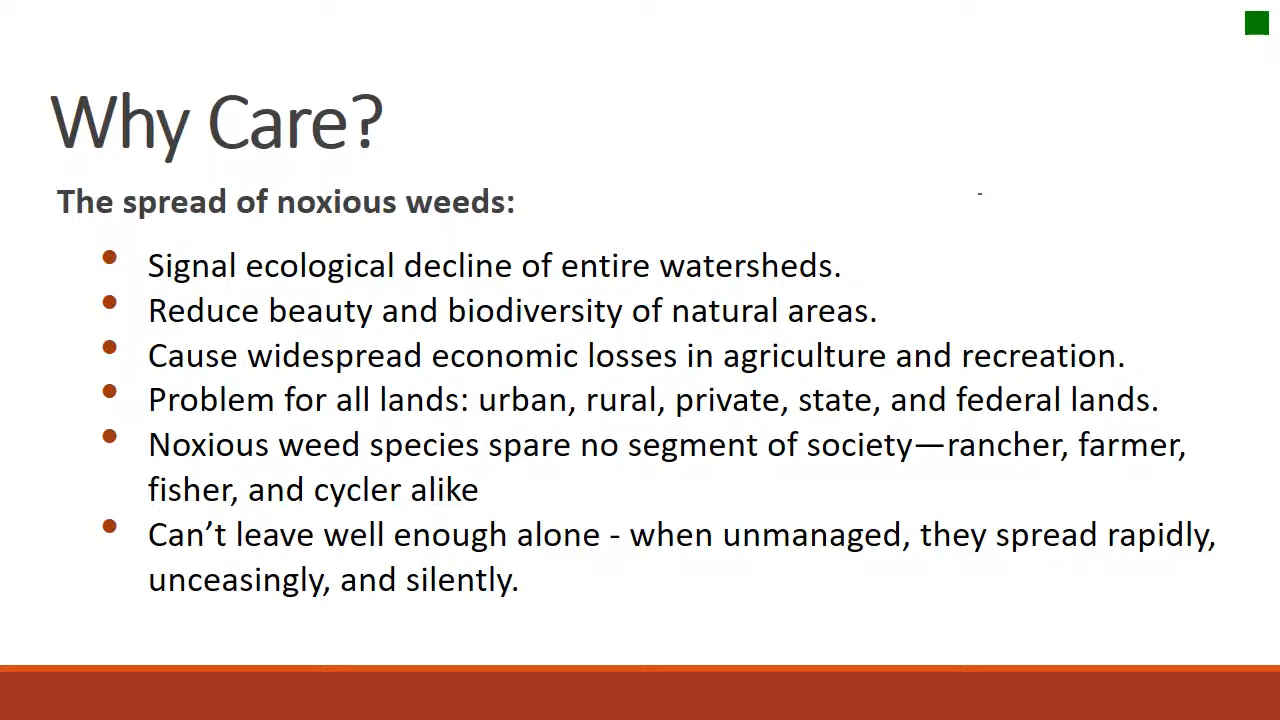 Why Care?
The spread of noxious weeds:
-
• Signal ecological decline of entire watersheds.
• Reduce beauty and biodiversity of natural areas.
• Cause widespread economic losses in agriculture and recreation.
• Problem for all lands: urban, rural, private, state, and federal lands.
• Noxious weed species spare no segment of society—rancher, farmer,
fisher, and cycler alike
• Can’t leave well enough alone - when unmanaged, they spread rapidly,
unceasingly, and silently.